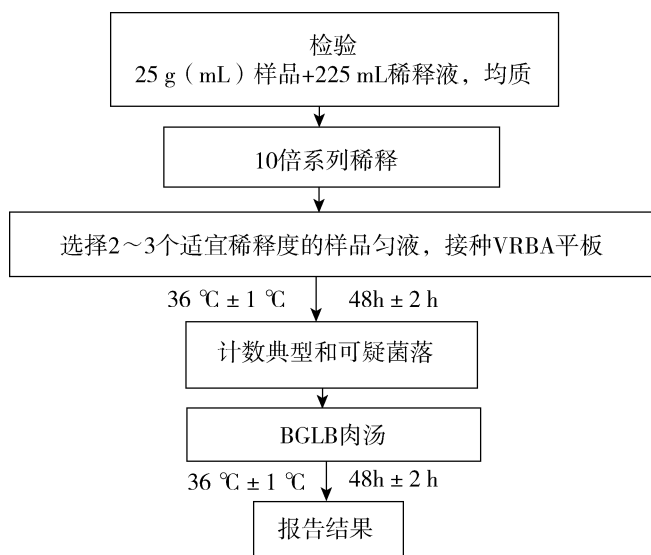 检验
25 g（mL）样品+225 mL稀释液，均质
10倍系列稀释
选择2～3个适宜稀释度的样品匀液，接种VRBA平板
36 ℃ ± 1 ℃ 48h ± 2 h
计数典型和可疑菌落
BGLB肉汤
36 ℃ ± 1 ℃ 48h ± 2 h
报告结果